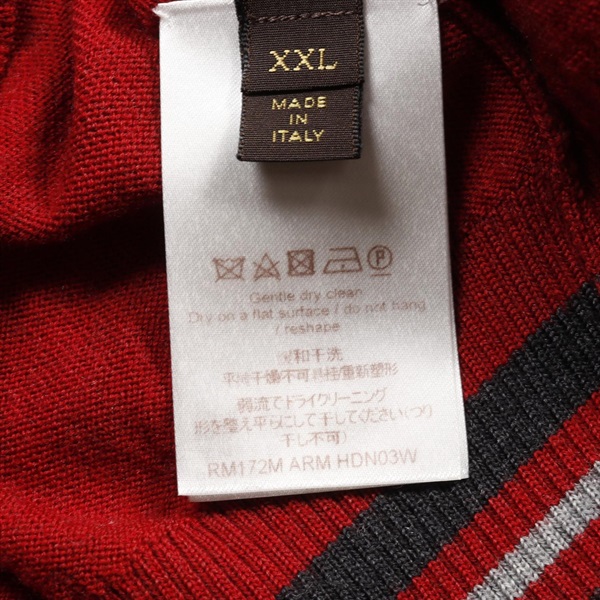 XXL
MADE
IN
ITALY
P
Gentle dry clean
Dry on a flat surface / do not hang
/ reshape
和干洗
平 干燥不可 挂/重新塑形
弱流でドライクリーニング
形を整え平らにして干してください(つり
干し不可)
RM172M ARM HDN03W